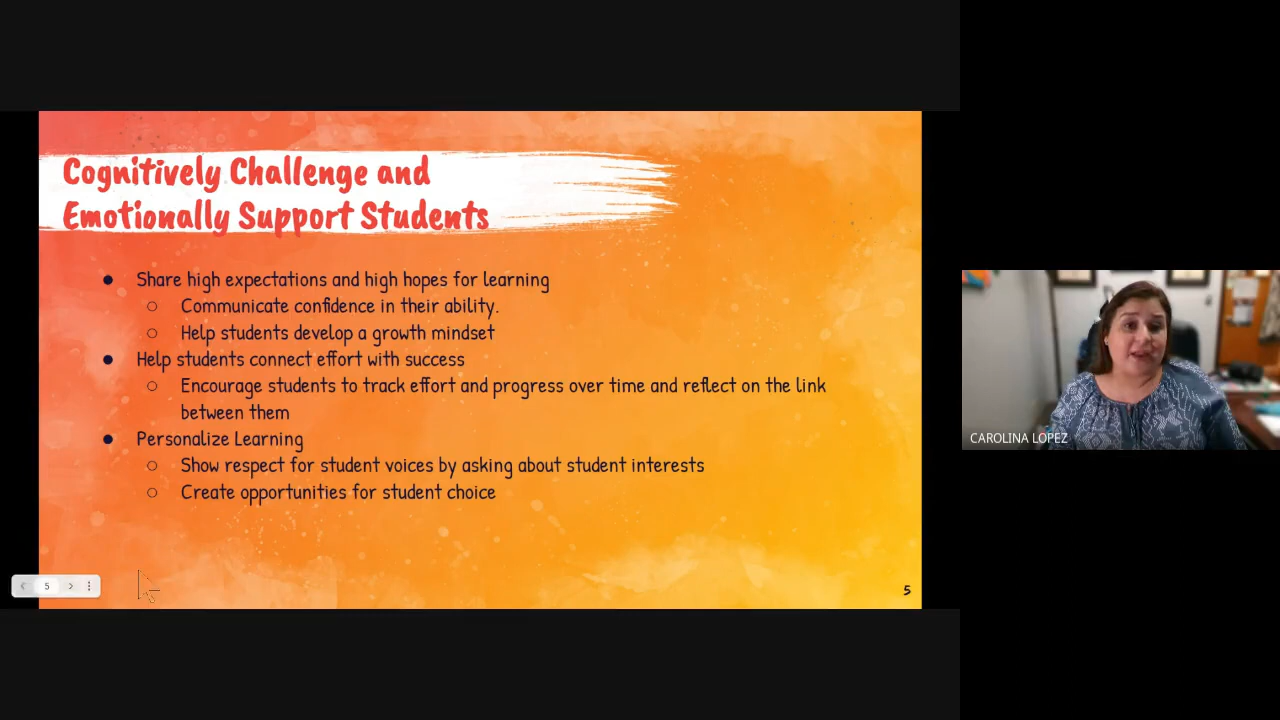 Cognitively Challenge and
Emotionally Support Students
● Share high expectations and high hopes for learning
○ Communicate confidence in their ability.
○ Help students develop a growth mindset
● Help students connect effort with success
○ Encourage students to track effort and progress over time and reflect on the link
between them
● Personalize Learning
○ Show respect for student voices by asking about student interests
○ Create opportunities for student choice
5
5
CAROLINA LOPEZ